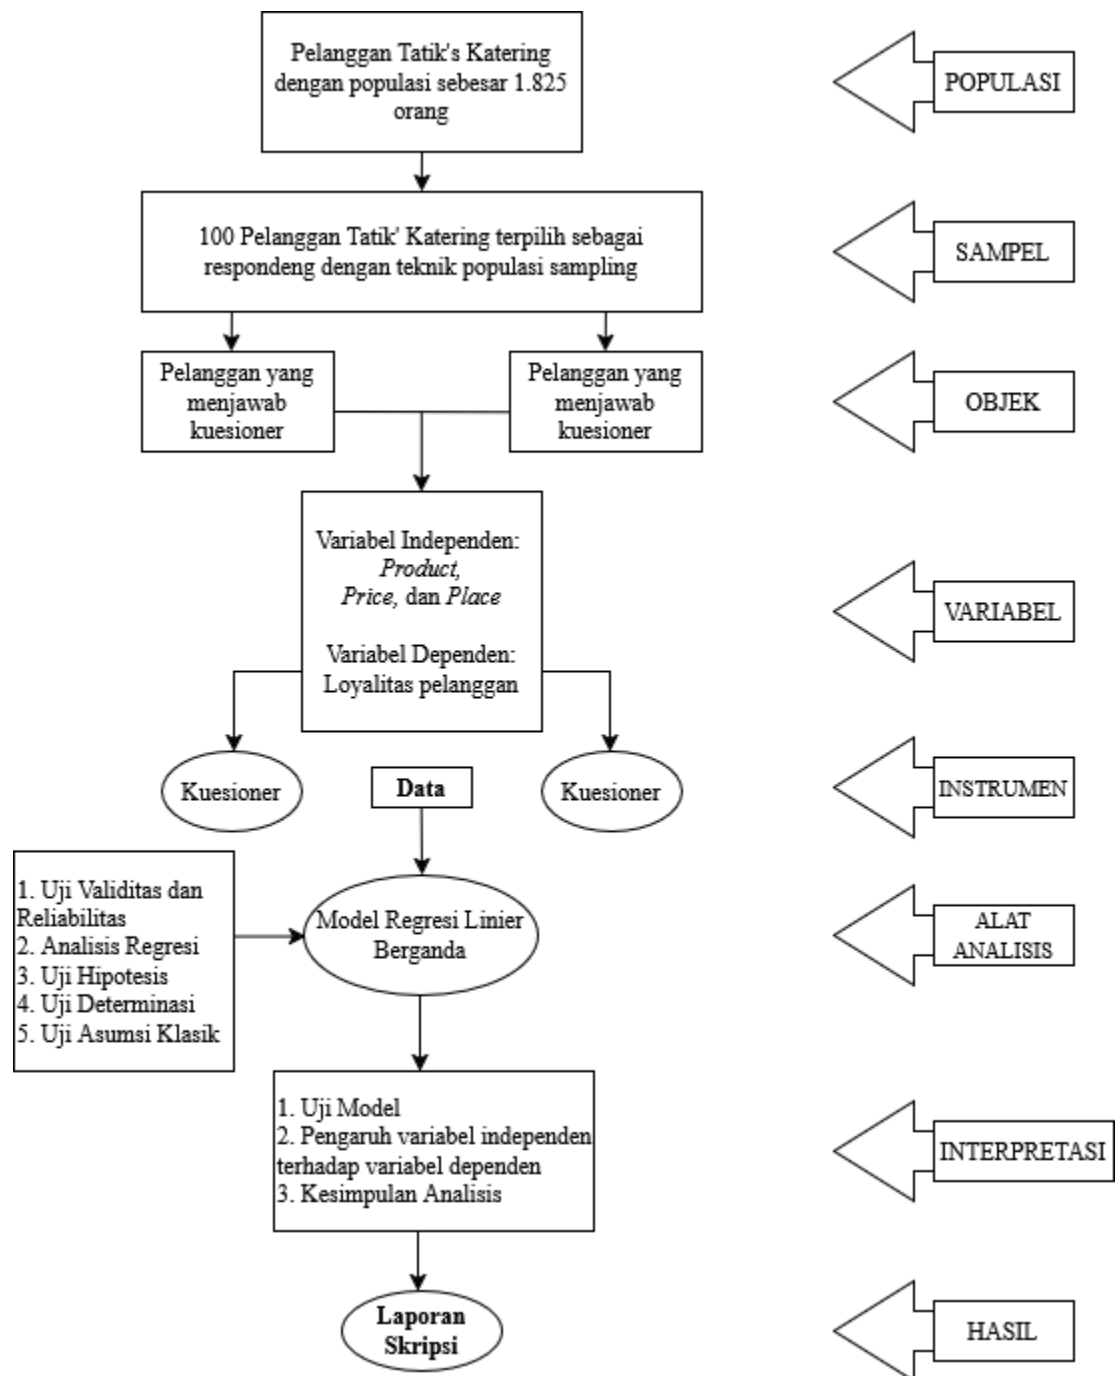 Pelanggan Tatik's Katering
dengan populasi sebesar 1.825
orang
POPULASI
100 Pelanggan Tatik' Katering terpilih sebagai
respondeng dengan teknik populasi sampling
SAMPEL
Pelanggan yang
menjawab
kuesioner
Pelanggan yang
menjawab
kuesioner
OBJEK
Variabel Independen:
Product,
Price, dan Place
Variabel Dependen:
Loyalitas pelanggan
VARIABEL
Kuesioner
Data
Kuesioner
INSTRUMEN
1. Uji Validitas dan
Reliabilitas
2. Analisis Regresi
3. Uji Hipotesis
4. Uji Determinasi
5. Uji Asumsi Klasik
Model Regresi Linier
Berganda
ALAT
ANALISIS
1. Uji Model
2. Pengaruh variabel independen
terhadap variabel dependen
3. Kesimpulan Analisis
INTERPRETASI
Laporan
Skripsi
HASIL